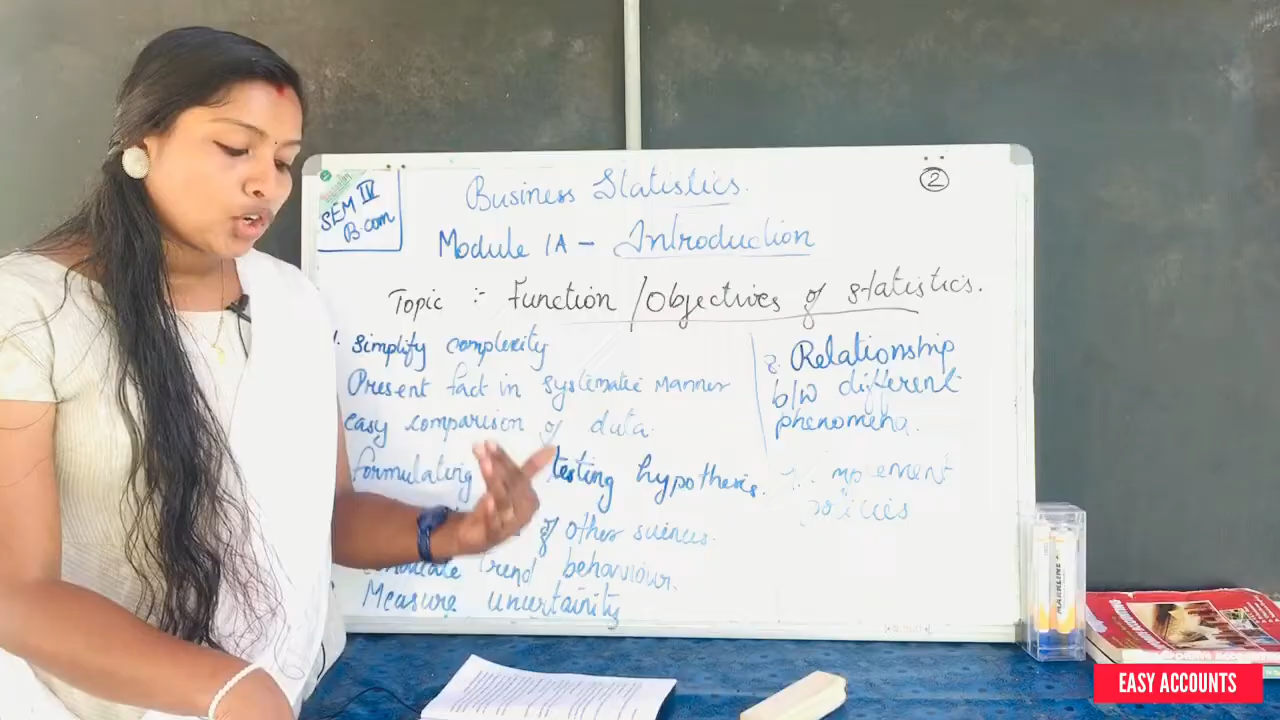 SEM IV
B.com
Business Statistics.
2
Module 1A - Introduction
Topic :- Function / Objectives of statistics.
1. Simplify complexity
Present fact in systematic manner
easy comparison of data.
formulating testing hypothesis.
of other sciences.
Trend behaviour.
Measure uncertainity
8. Relationship
b/w different
phenomena.
policies
MARKLINE
EASY ACCOUNTS